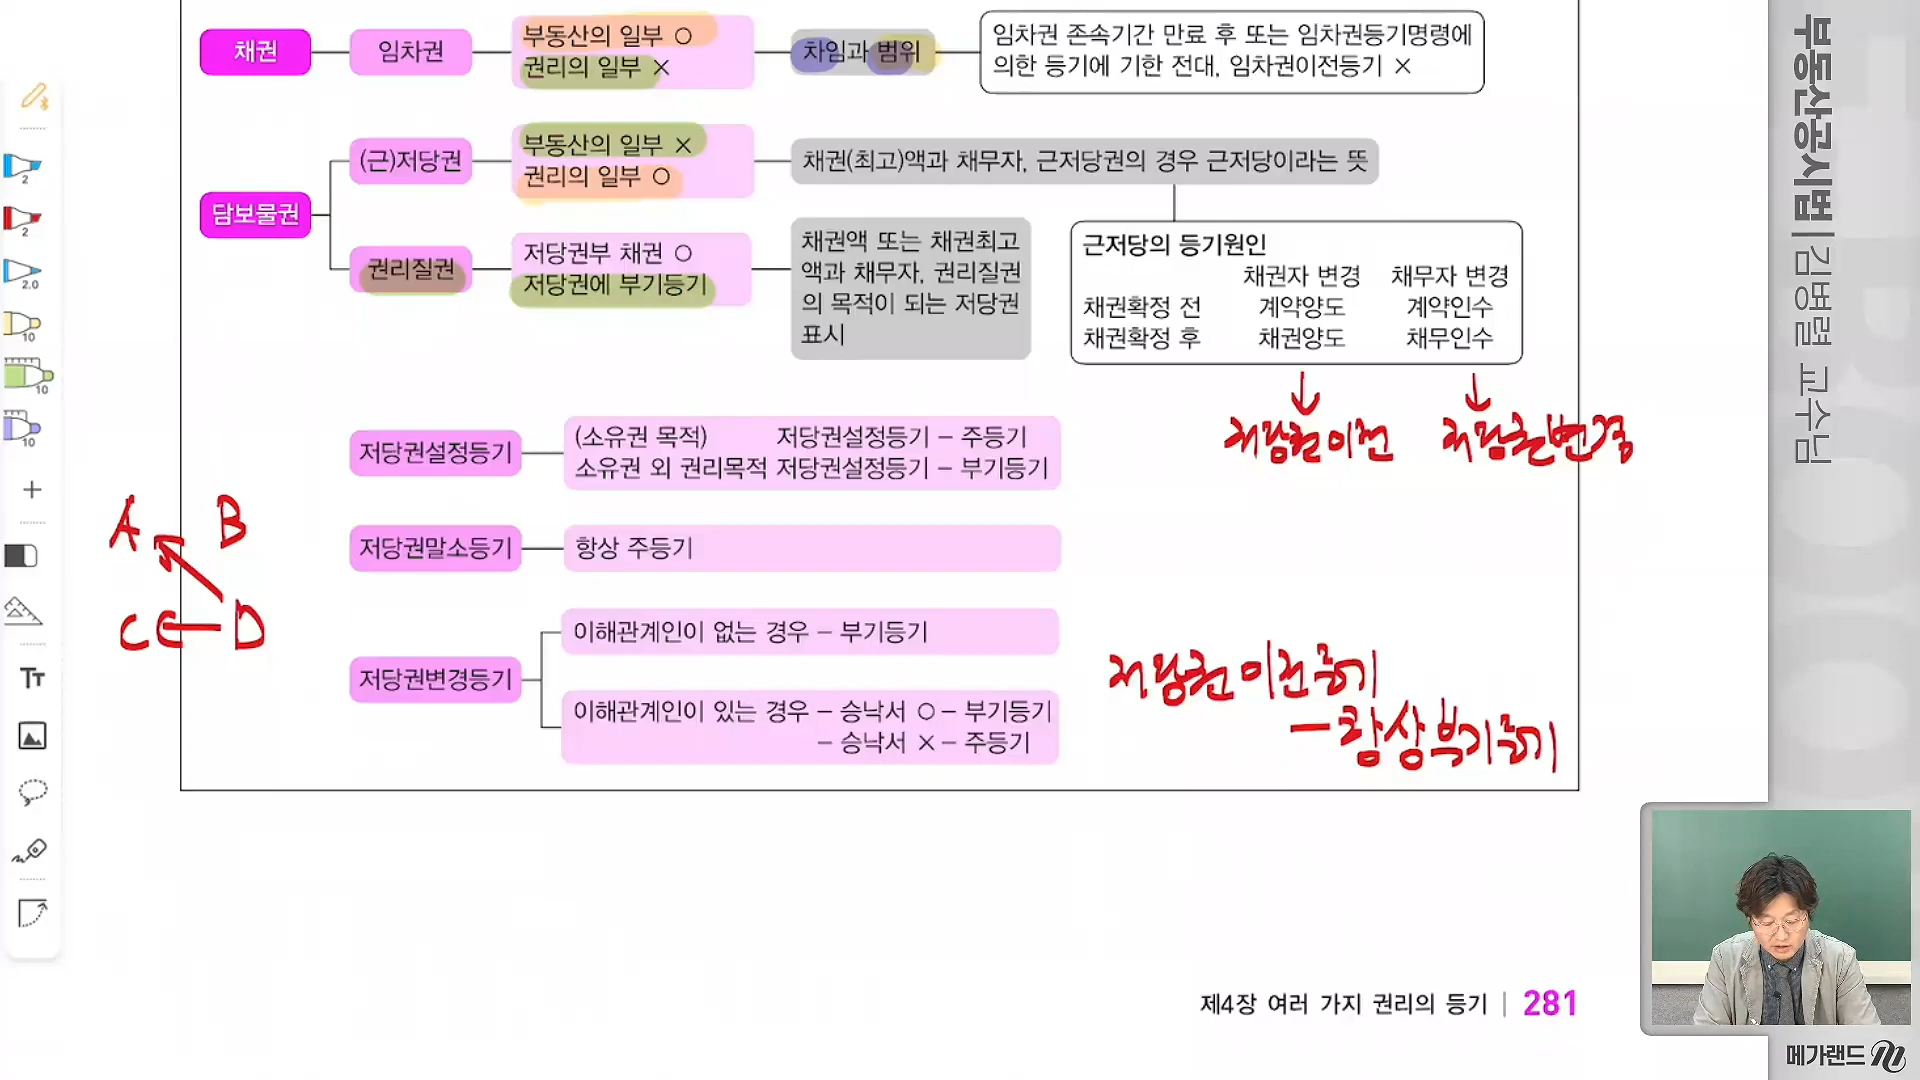 채권
임차권
부동산의 일부 ○
권리의 일부 ×
차임과 범위
임차권 존속기간 만료 후 또는 임차권등기명령에
의한 등기에 기한 전대, 임차권이전등기 ×
담보물권
(근)저당권
부동산의 일부 ×
권리의 일부 ○
채권(최고)액과 채무자, 근저당권의 경우 근저당이라는 뜻
권리질권
저당권부 채권 ○
저당권에 부기등기
채권액 또는 채권최고
액과 채무자, 권리질권
의 목적이 되는 저당권
표시
근저당의 등기원인
채권자 변경 채무자 변경
채권확정 전 계약양도 계약인수
채권확정 후 채권양도 채무인수
저당권이전 저당권변경
저당권설정등기
(소유권 목적) 저당권설정등기 – 주등기
소유권 외 권리목적 저당권설정등기 – 부기등기
A B
C D
저당권말소등기
항상 주등기
저당권변경등기
이해관계인이 없는 경우 – 부기등기
이해관계인이 있는 경우 – 승낙서 ○ – 부기등기
– 승낙서 × – 주등기
저당권이전등기
– 항상 부기등기
제4장 여러 가지 권리의 등기 | 281
부동산공시법 | 김병렬 교수님
메가랜드
2
2
2.0
10
10
10
TT